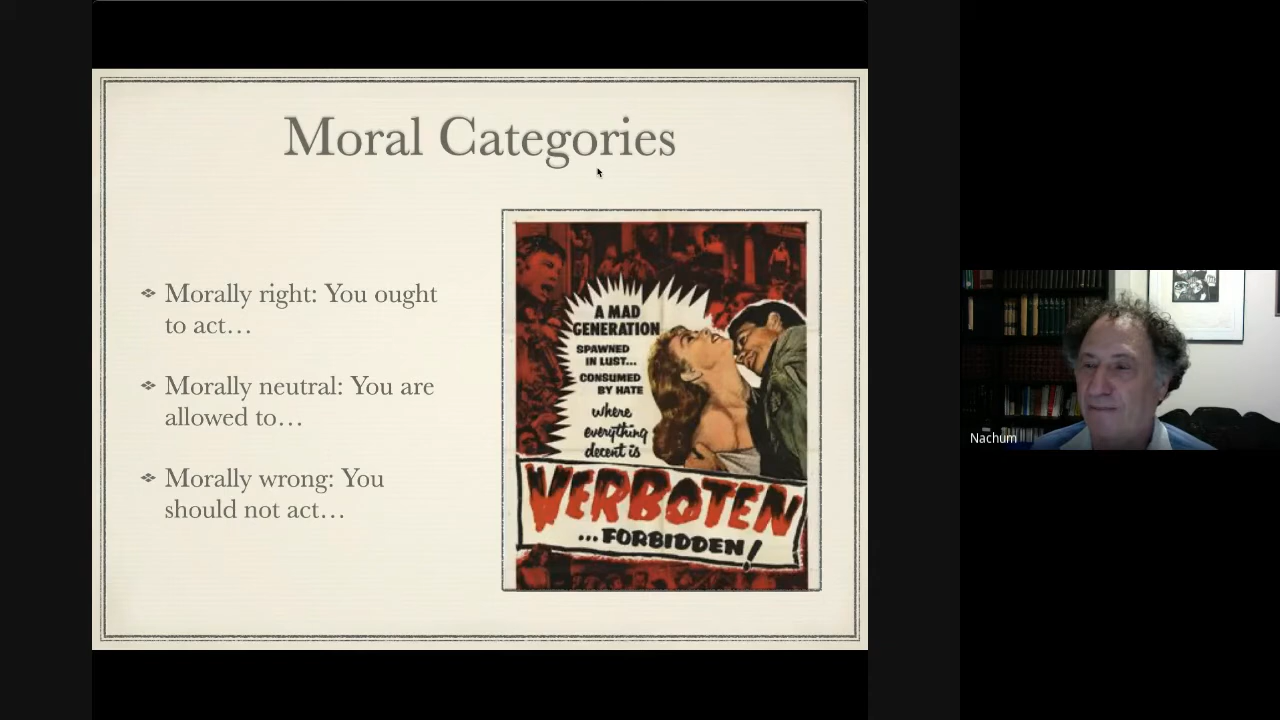 Moral Categories
Morally right: You ought
to act…
Morally neutral: You are
allowed to…
Morally wrong: You
should not act…
A MAD
GENERATION
SPAWNED
IN LUST...
CONSUMED
BY HATE
where
everything
decent is
VERBOTEN
...FORBIDDEN!
Nachum